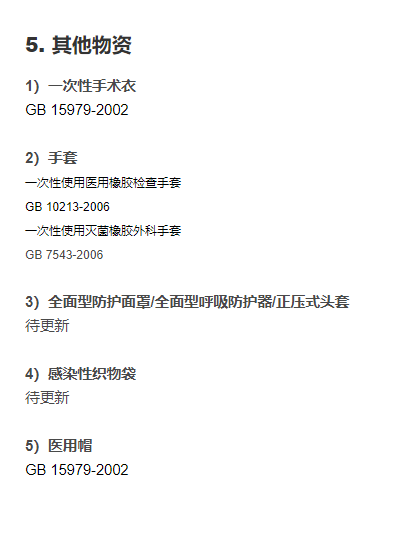 5. 其他物资
1）一次性手术衣
GB 15979-2002
2）手套
一次性使用医用橡胶检查手套
GB 10213-2006
一次性使用灭菌橡胶外科手套
GB 7543-2006
3）全面型防护面罩/全面型呼吸防护器/正压式头套
待更新
4）感染性织物袋
待更新
5）医用帽
GB 15979-2002